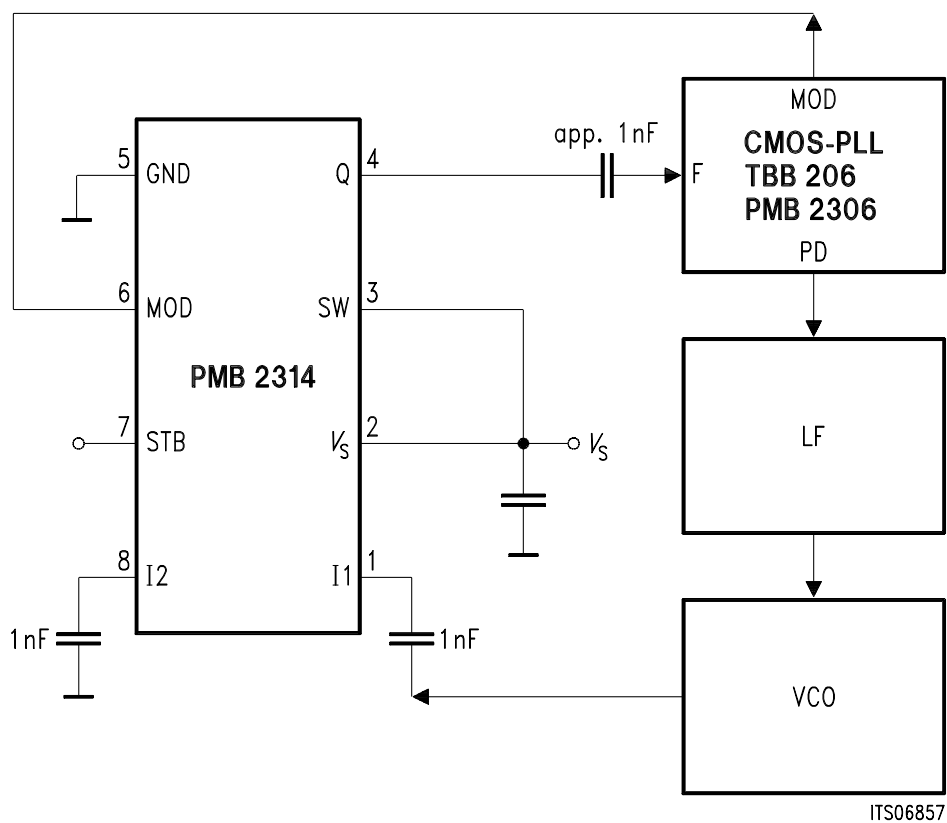 MOD
CMOS-PLL
TBB 206
PMB 2306
F
PD
app. 1nF
5
GND
Q
4
6
MOD
SW
3
PMB 2314
7
STB
VS
2
VS
LF
8
I2
I1
1
1nF
1nF
VCO
ITS06857